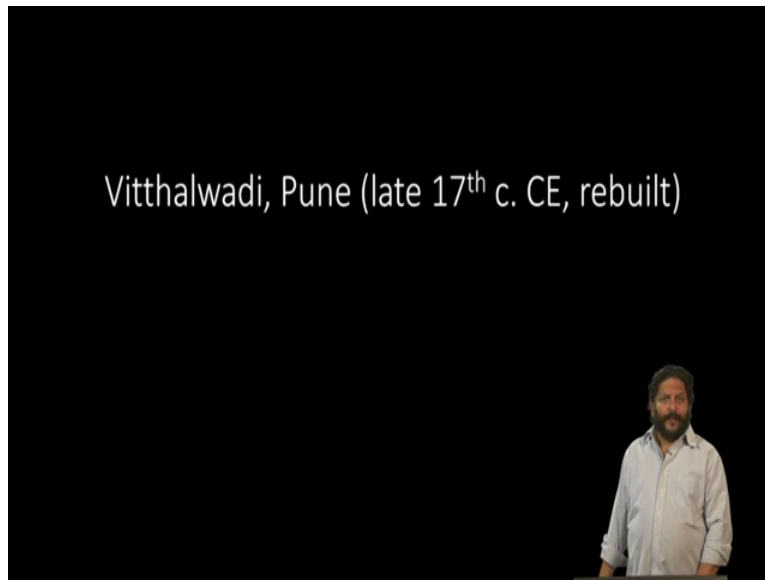 Vitthalwadi, Pune (late 17th c. CE, rebuilt)